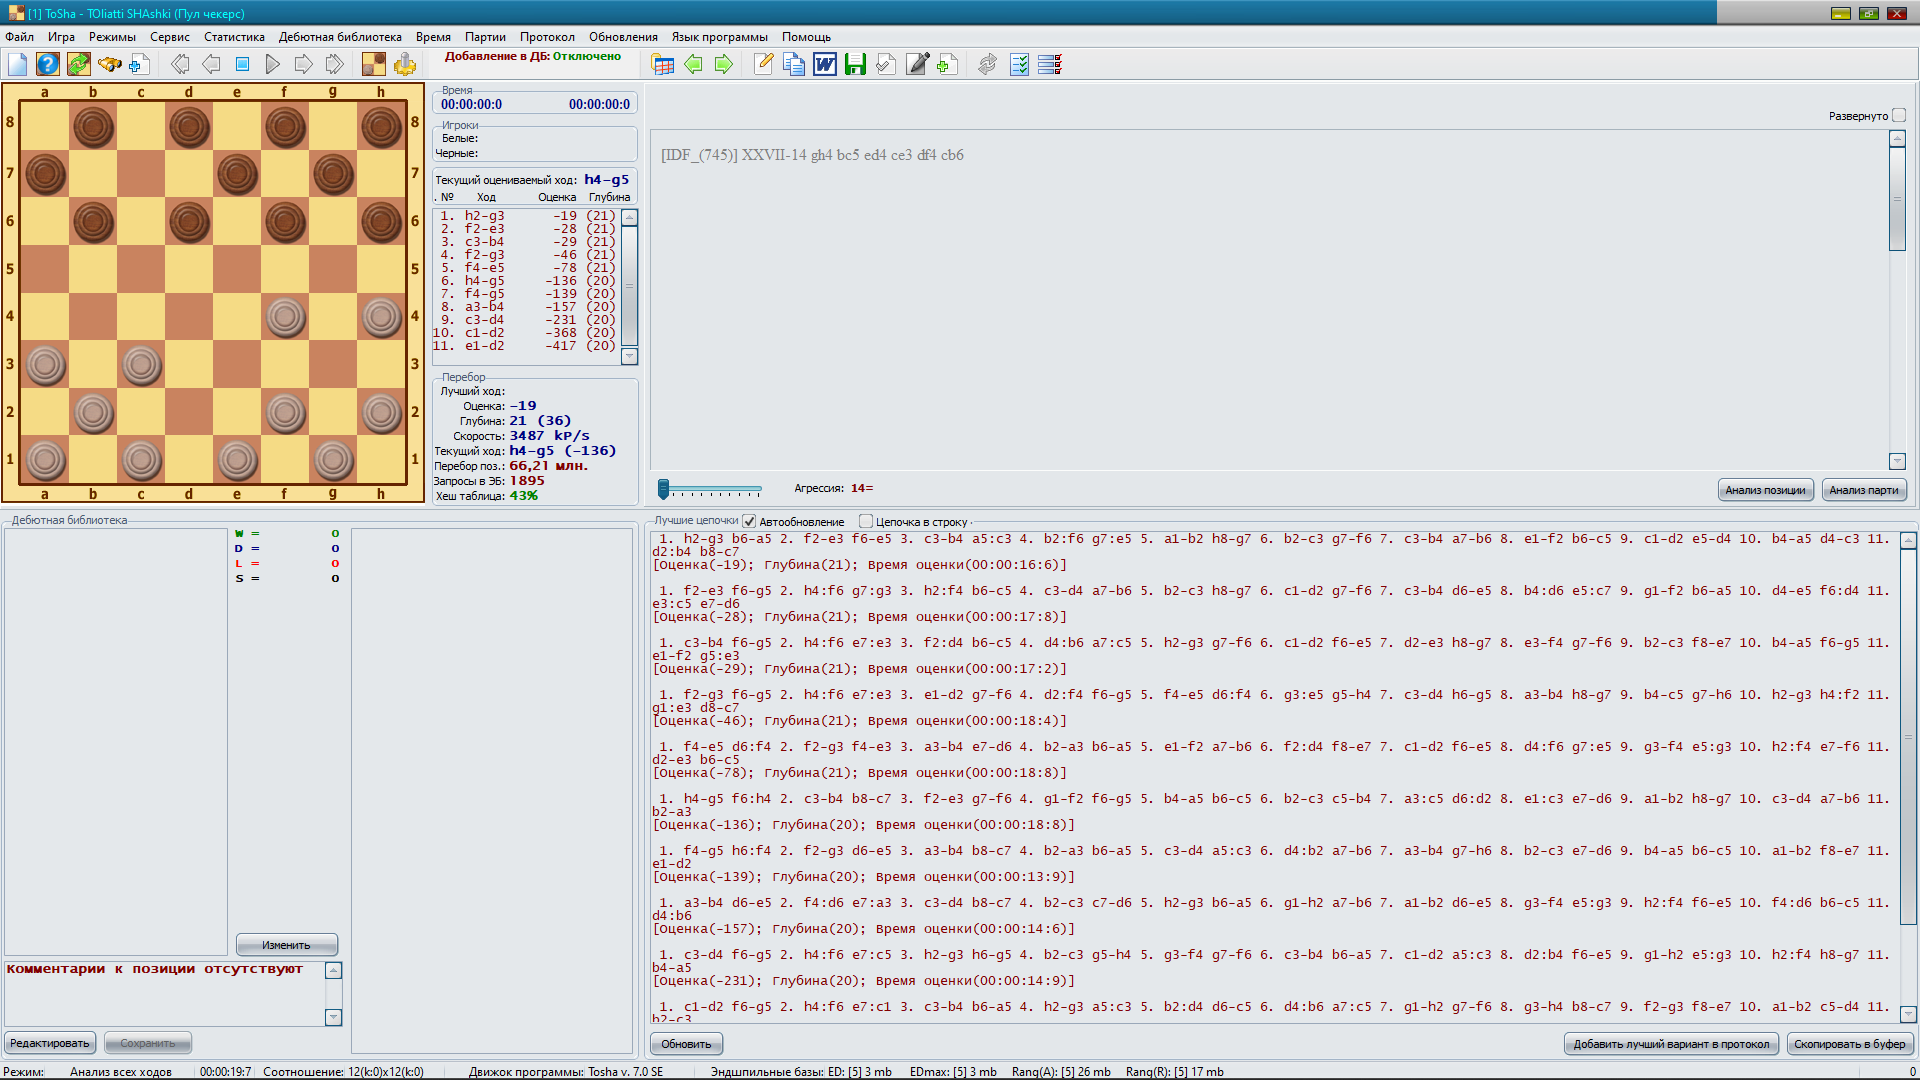 [1] ToSha - TOliatti SHAshki (Пул чекерс)
Файл Игра Режимы Сервис Статистика Дебютная библиотека Время Партии Протокол Обновления Язык программы Помощь
Добавление в ДБ: Отключено
a b c d e f g h
8 8
7 7
6 6
5 5
4 4
3 3
2 2
1 1
a b c d e f g h
Время
00:00:00:0 00:00:00:0
Игроки
Белые:
Черные:
Текущий оцениваемый ход: h4-g5
. № Ход Оценка Глубина
1. h2-g3 -19 (21)
2. f2-e3 -28 (21)
3. c3-b4 -29 (21)
4. f2-g3 -46 (21)
5. f4-e5 -78 (21)
6. h4-g5 -136 (20)
7. f4-g5 -139 (20)
8. a3-b4 -157 (20)
9. c3-d4 -231 (20)
10. c1-d2 -368 (20)
11. e1-d2 -417 (20)
Перебор
Лучший ход:
Оценка: -19
Глубина: 21 (36)
Скорость: 3487 kP/s
Текущий ход: h4-g5 (-136)
Перебор поз.: 66,21 млн.
Запросы в ЭБ: 1895
Хеш таблица: 43%
Развернуто
[IDF_(745)] XXVII-14 gh4 bc5 ed4 ce3 df4 cb6
Агрессия: 14=
Анализ позиции Анализ парти
Дебютная библиотека
W = 0
D = 0
L = 0
S = 0
Изменить
Комментарии к позиции отсутствуют
Редактировать Сохранить
Лучшие цепочки Автообновление Цепочка в строку
1. h2-g3 b6-a5 2. f2-e3 f6-e5 3. c3-b4 a5:c3 4. b2:f6 g7:e5 5. a1-b2 h8-g7 6. b2-c3 g7-f6 7. c3-b4 a7-b6 8. e1-f2 b6-c5 9. c1-d2 e5-d4 10. b4-a5 d4-c3 11.
d2:b4 b8-c7
[Оценка(-19); Глубина(21); Время оценки(00:00:16:6)]
1. f2-e3 f6-g5 2. h4:f6 g7:g3 3. h2:f4 b6-c5 4. c3-d4 a7-b6 5. b2-c3 h8-g7 6. c1-d2 g7-f6 7. c3-b4 d6-e5 8. b4:d6 e5:c7 9. g1-f2 b6-a5 10. d4-e5 f6:d4 11.
e3:c5 e7-d6
[Оценка(-28); Глубина(21); Время оценки(00:00:17:8)]
1. c3-b4 f6-g5 2. h4:f6 e7:e3 3. f2:d4 b6-c5 4. d4:b6 a7:c5 5. h2-g3 g7-f6 6. c1-d2 f6-e5 7. d2-e3 h8-g7 8. e3-f4 g7-f6 9. b2-c3 f8-e7 10. b4-a5 f6-g5 11.
e1-f2 g5:e3
[Оценка(-29); Глубина(21); Время оценки(00:00:17:2)]
1. f2-g3 f6-g5 2. h4:f6 e7:e3 3. e1-d2 g7-f6 4. d2:f4 f6-g5 5. f4-e5 d6:f4 6. g3:e5 g5-h4 7. c3-d4 h6-g5 8. a3-b4 h8-g7 9. b4-c5 g7-h6 10. h2-g3 h4:f2 11.
g1:e3 d8-c7
[Оценка(-46); Глубина(21); Время оценки(00:00:18:4)]
1. f4-e5 d6:f4 2. f2-g3 f4-e3 3. a3-b4 e7-d6 4. b2-a3 b6-a5 5. e1-f2 a7-b6 6. f2:d4 f8-e7 7. c1-d2 f6-e5 8. d4:f6 g7:e5 9. g3-f4 e5:g3 10. h2:f4 e7-f6 11.
d2-e3 b6-c5
[Оценка(-78); Глубина(21); Время оценки(00:00:18:8)]
1. h4-g5 f6:h4 2. c3-b4 b8-c7 3. f2-e3 g7-f6 4. g1-f2 f6-g5 5. b4-a5 b6-c5 6. b2-c3 c5-b4 7. a3:c5 d6:d2 8. e1:c3 e7-d6 9. a1-b2 h8-g7 10. c3-d4 a7-b6 11.
b2-a3
[Оценка(-136); Глубина(20); Время оценки(00:00:18:8)]
1. f4-g5 h6:f4 2. f2-g3 d6-e5 3. a3-b4 b8-c7 4. b2-a3 b6-a5 5. c3-d4 a5:c3 6. d4:b2 a7-b6 7. a3-b4 g7-h6 8. b2-c3 e7-d6 9. b4-a5 b6-c5 10. a1-b2 f8-e7 11.
e1-d2
[Оценка(-139); Глубина(20); Время оценки(00:00:13:9)]
1. a3-b4 d6-e5 2. f4:d6 e7:a3 3. c3-d4 b8-c7 4. b2-c3 c7-d6 5. h2-g3 b6-a5 6. g1-h2 a7-b6 7. a1-b2 d6-e5 8. g3-f4 e5:g3 9. h2:f4 f6-e5 10. f4:d6 b6-c5 11.
d4:b6
[Оценка(-157); Глубина(20); Время оценки(00:00:14:6)]
1. c3-d4 f6-g5 2. h4:f6 e7:c5 3. h2-g3 h6-g5 4. b2-c3 g5-h4 5. g3-f4 g7-f6 6. c3-b4 b6-a5 7. c1-d2 a5:c3 8. d2:b4 f6-e5 9. g1-h2 e5:g3 10. h2:f4 h8-g7 11.
b4-a5
[Оценка(-231); Глубина(20); Время оценки(00:00:14:9)]
1. c1-d2 f6-g5 2. h4:f6 e7:c1 3. c3-b4 b6-a5 4. h2-g3 a5:c3 5. b2:d4 d6-c5 6. d4:b6 a7:c5 7. g1-h2 g7-f6 8. g3-h4 b8-c7 9. f2-g3 f8-e7 10. a1-b2 c5-d4 11.
b2-c3
Обновить Добавить лучший вариант в протокол Скопировать в буфер
Режим: Анализ всех ходов 00:00:19:7 Соотношение: 12(k:0)x12(k:0) Движок программы: Tosha v. 7.0 SE Эндшпильные базы: ED: [5] 3 mb EDmax: [5] 3 mb Rang(A): [5] 26 mb Rang(R): [5] 17 mb 0